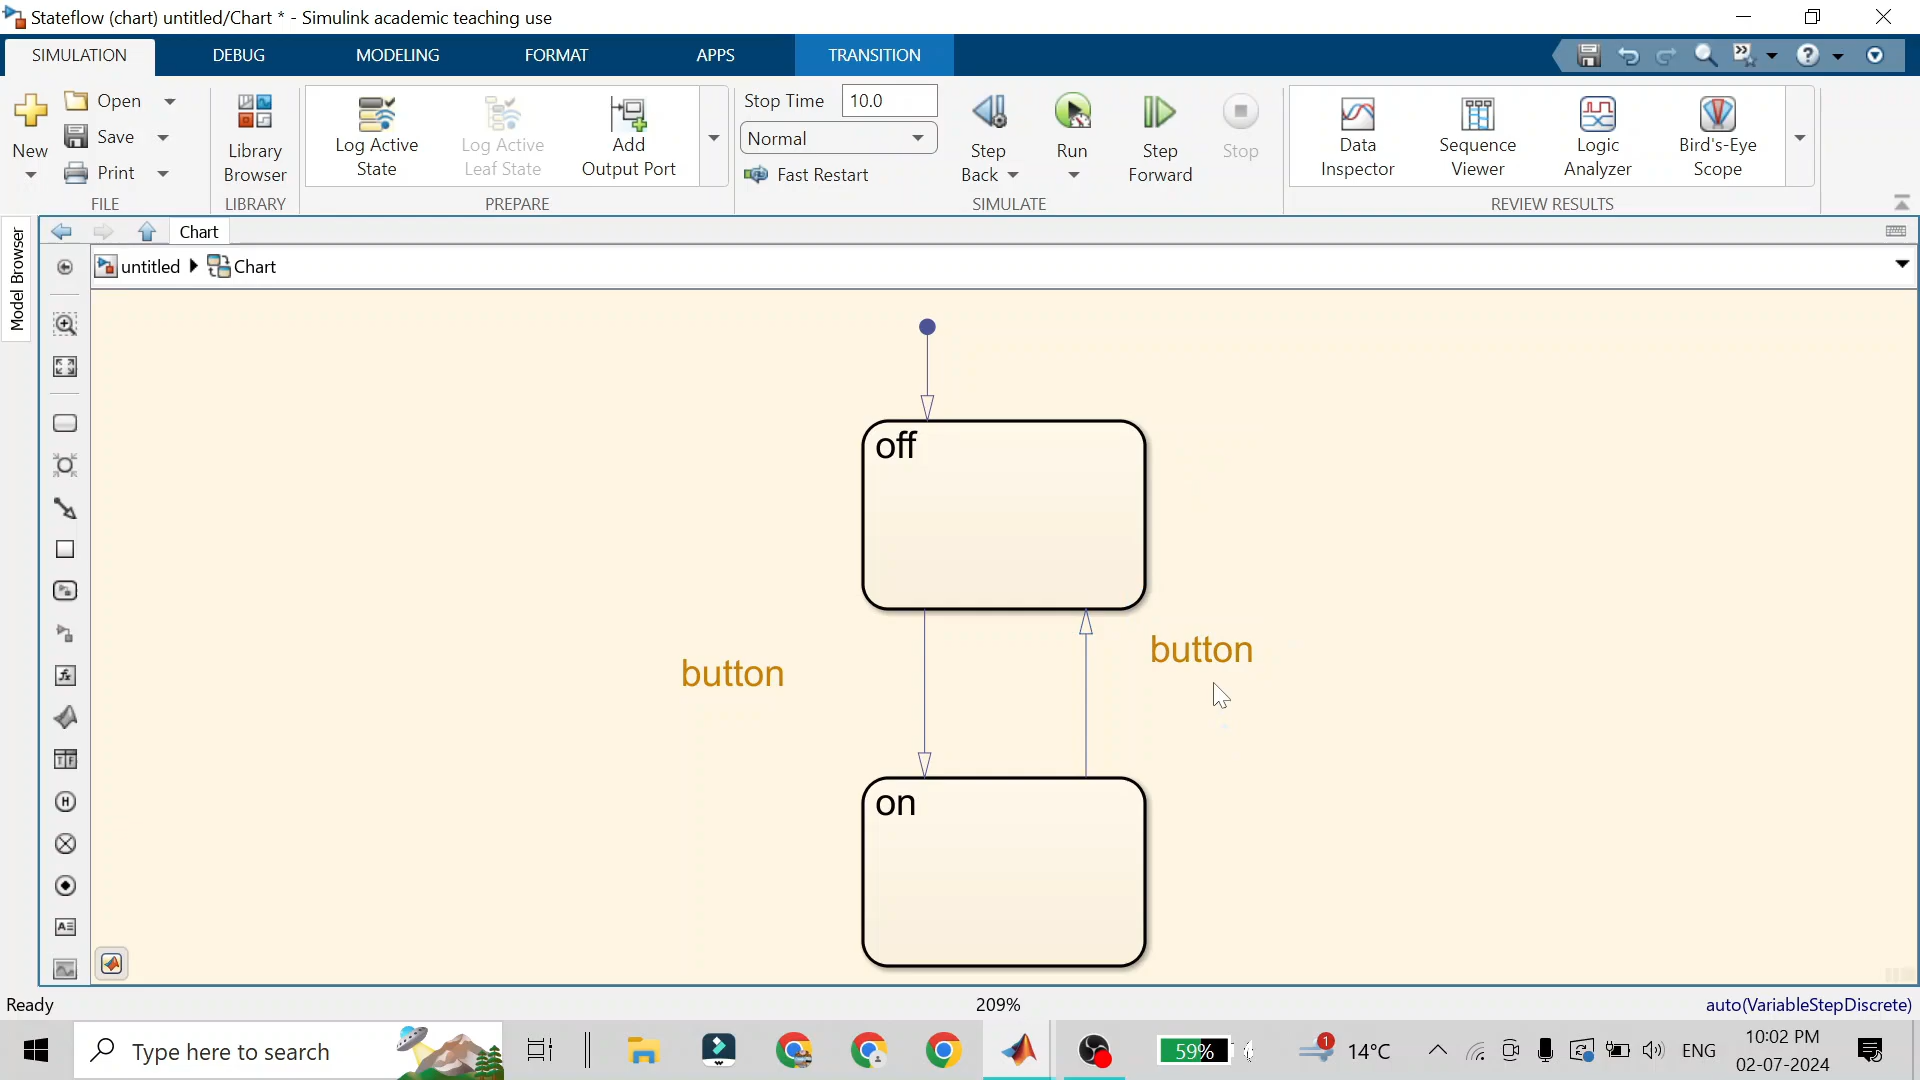 Stateflow (chart) untitled/Chart * - Simulink academic teaching use
SIMULATION DEBUG MODELING FORMAT APPS TRANSITION
New
Open
Save
Print
FILE
Library
Browser
LIBRARY
Log Active
State
Log Active
Leaf State
Add
Output Port
PREPARE
Stop Time 10.0
Normal
Fast Restart
Step
Back
Run
Step
Forward
Stop
SIMULATE
Data
Inspector
Sequence
Viewer
Logic
Analyzer
Bird's-Eye
Scope
REVIEW RESULTS
Model Browser
Chart
untitled Chart
off
button
button
on
Ready
209%
auto(VariableStepDiscrete)
Type here to search
59%
1
14°C
ENG
10:02 PM
02-07-2024